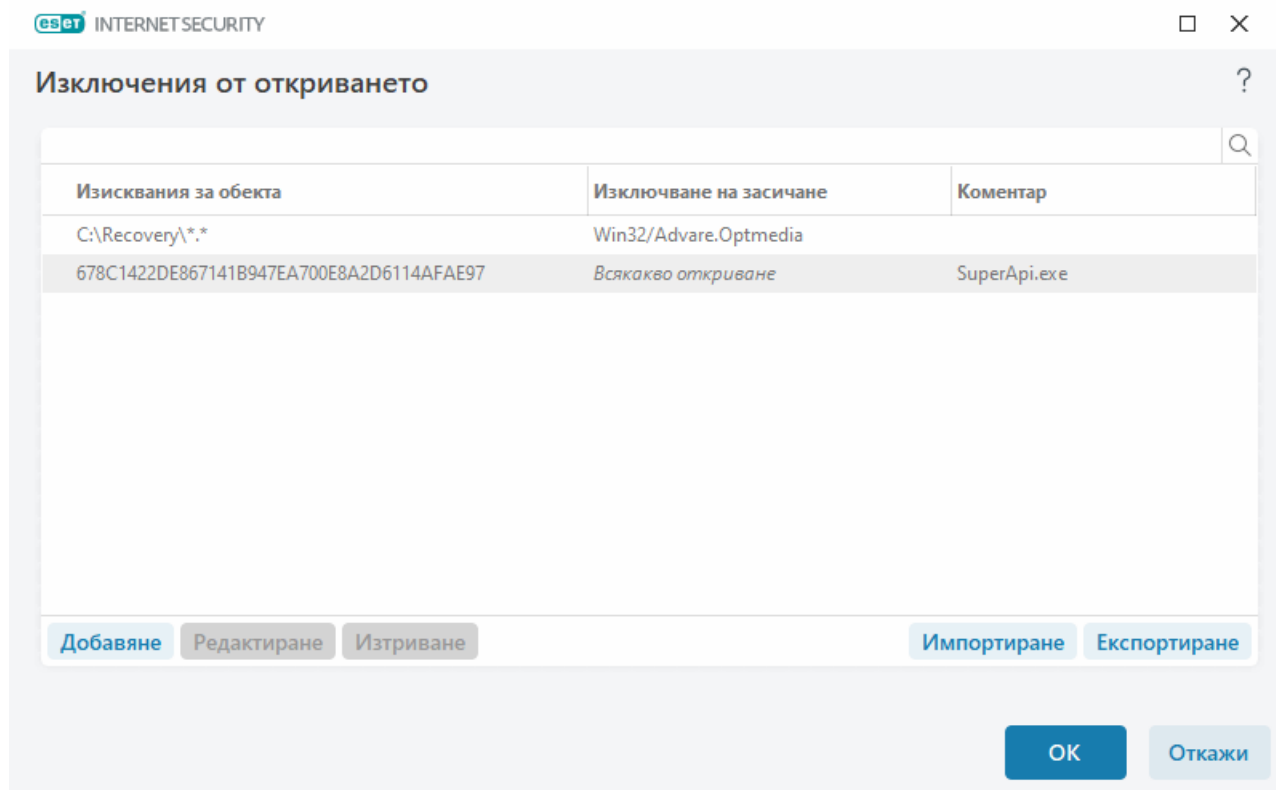 eset INTERNET SECURITY
Изключения от откриването
?
Изисквания за обекта Изключване на засичане Коментар
C:\Recovery\*.* Win32/Advare.Optmedia
678C1422DE867141B947EA700E8A2D6114AFAE97 Всякакво откриване SuperApi.exe
Добавяне Редактиране Изтриване Импортиране Експортиране
OK Откажи